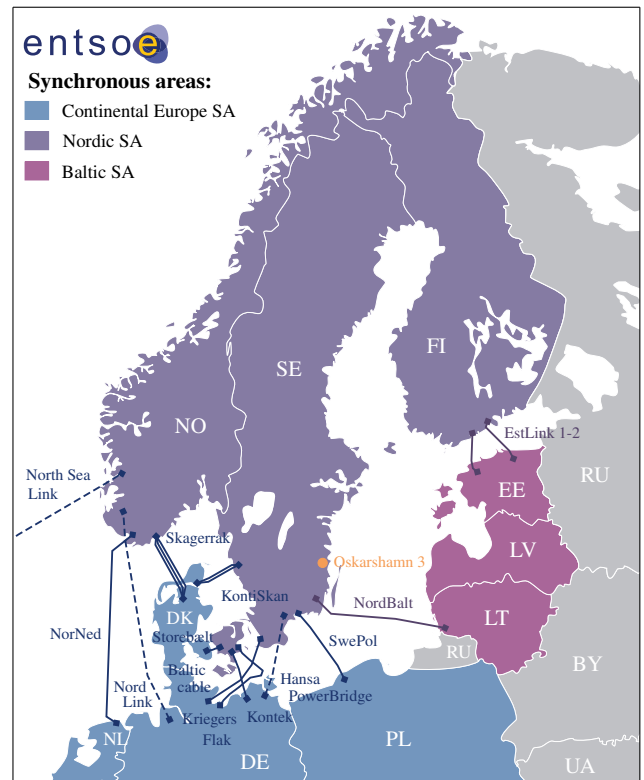 entsoe
Synchronous areas:
Continental Europe SA
Nordic SA
Baltic SA
FI
SE
NO
EstLink 1-2
North Sea
Link
RU
EE
Skagerrak
LV
Oskarshamn 3
KontiSkan
NordBalt
DK
LT
NorNed
Storebælt
SwePol
RU
BY
Baltic
cable
Nord
Link
Hansa
PowerBridge
Kriegers
Flak
Kontek
NL
PL
DE
UA